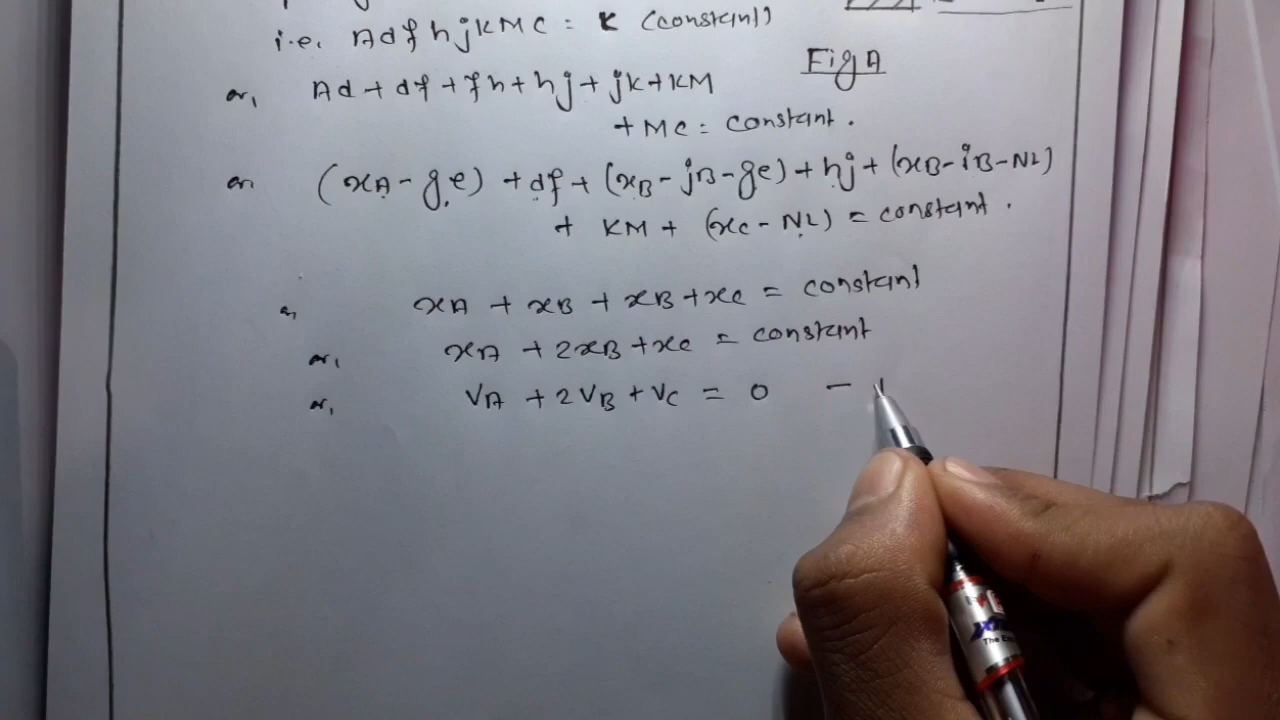 i.e. AdfhjKMC = K (constant)
Fig A
or, Ad + df + fh + hj + jk + KM
+ MC = constant.
or (xA - ge) + df + (xB - jB - ge) + hj + (xB - iB - NL)
+ KM + (xC - NL) = constant.
or, xA + xB + xB + xC = constant
or, xA + 2xB + xC = constant
or, VA + 2VB + VC = 0 - 1